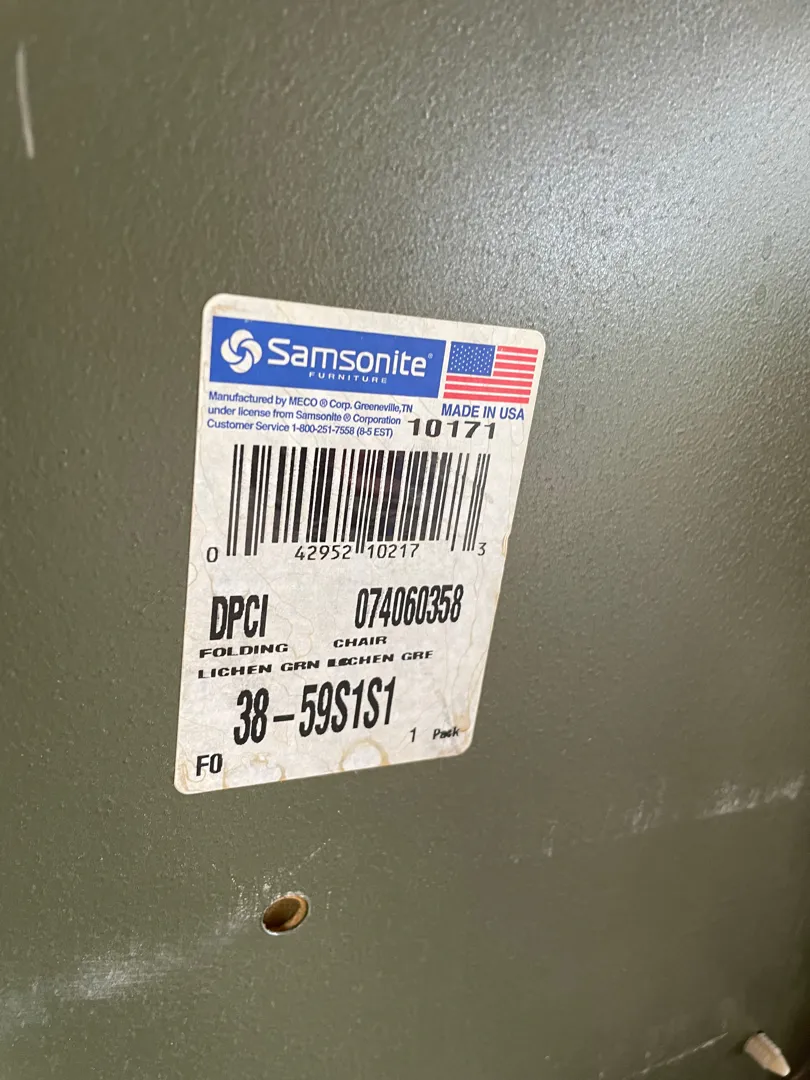 Samsonite®
FURNITURE
Manufactured by MECO ® Corp. Greeneville,TN
under license from Samsonite ® Corporation
Customer Service 1-800-251-7558 (8-5 EST)
MADE IN USA
10171
0 42952 10217 3
DPCI 074060358
FOLDING CHAIR
LICHEN GRN LICHEN GRE
38-59S1S1
1 Pack
F0